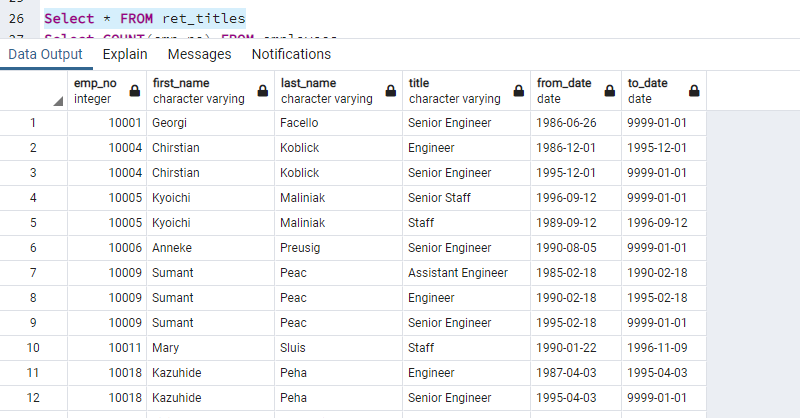 26 Select * FROM ret_titles
27 Select COUNT(emp_no) FROM employees
Data Output Explain Messages Notifications
emp_no first_name last_name title from_date to_date
integer character varying character varying character varying date date
1 10001 Georgi Facello Senior Engineer 1986-06-26 9999-01-01
2 10004 Chirstian Koblick Engineer 1986-12-01 1995-12-01
3 10004 Chirstian Koblick Senior Engineer 1995-12-01 9999-01-01
4 10005 Kyoichi Maliniak Senior Staff 1996-09-12 9999-01-01
5 10005 Kyoichi Maliniak Staff 1989-09-12 1996-09-12
6 10006 Anneke Preusig Senior Engineer 1990-08-05 9999-01-01
7 10009 Sumant Peac Assistant Engineer 1985-02-18 1990-02-18
8 10009 Sumant Peac Engineer 1990-02-18 1995-02-18
9 10009 Sumant Peac Senior Engineer 1995-02-18 9999-01-01
10 10011 Mary Sluis Staff 1990-01-22 1996-11-09
11 10018 Kazuhide Peha Engineer 1987-04-03 1995-04-03
12 10018 Kazuhide Peha Senior Engineer 1995-04-03 9999-01-01